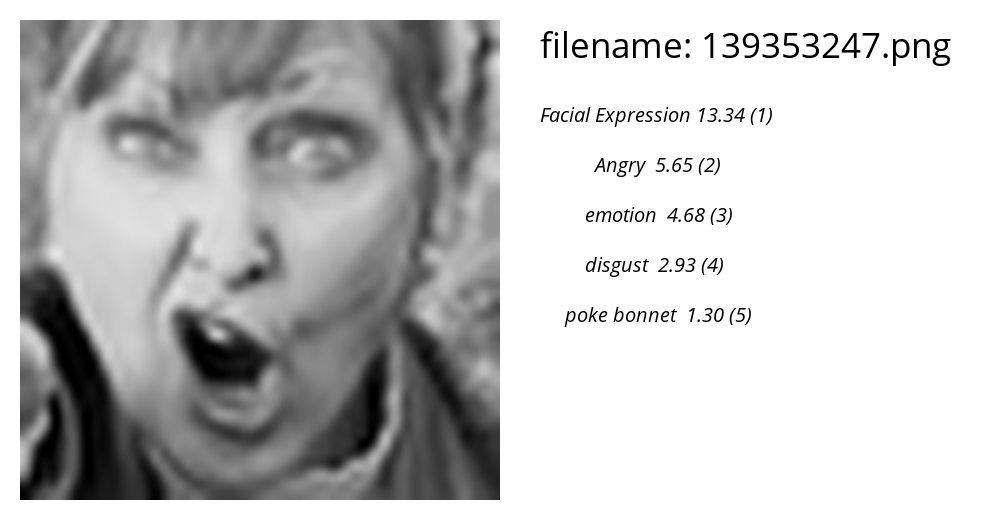 filename: 139353247.png
Facial Expression 13.34 (1)
Angry 5.65 (2)
emotion 4.68 (3)
disgust 2.93 (4)
poke bonnet 1.30 (5)